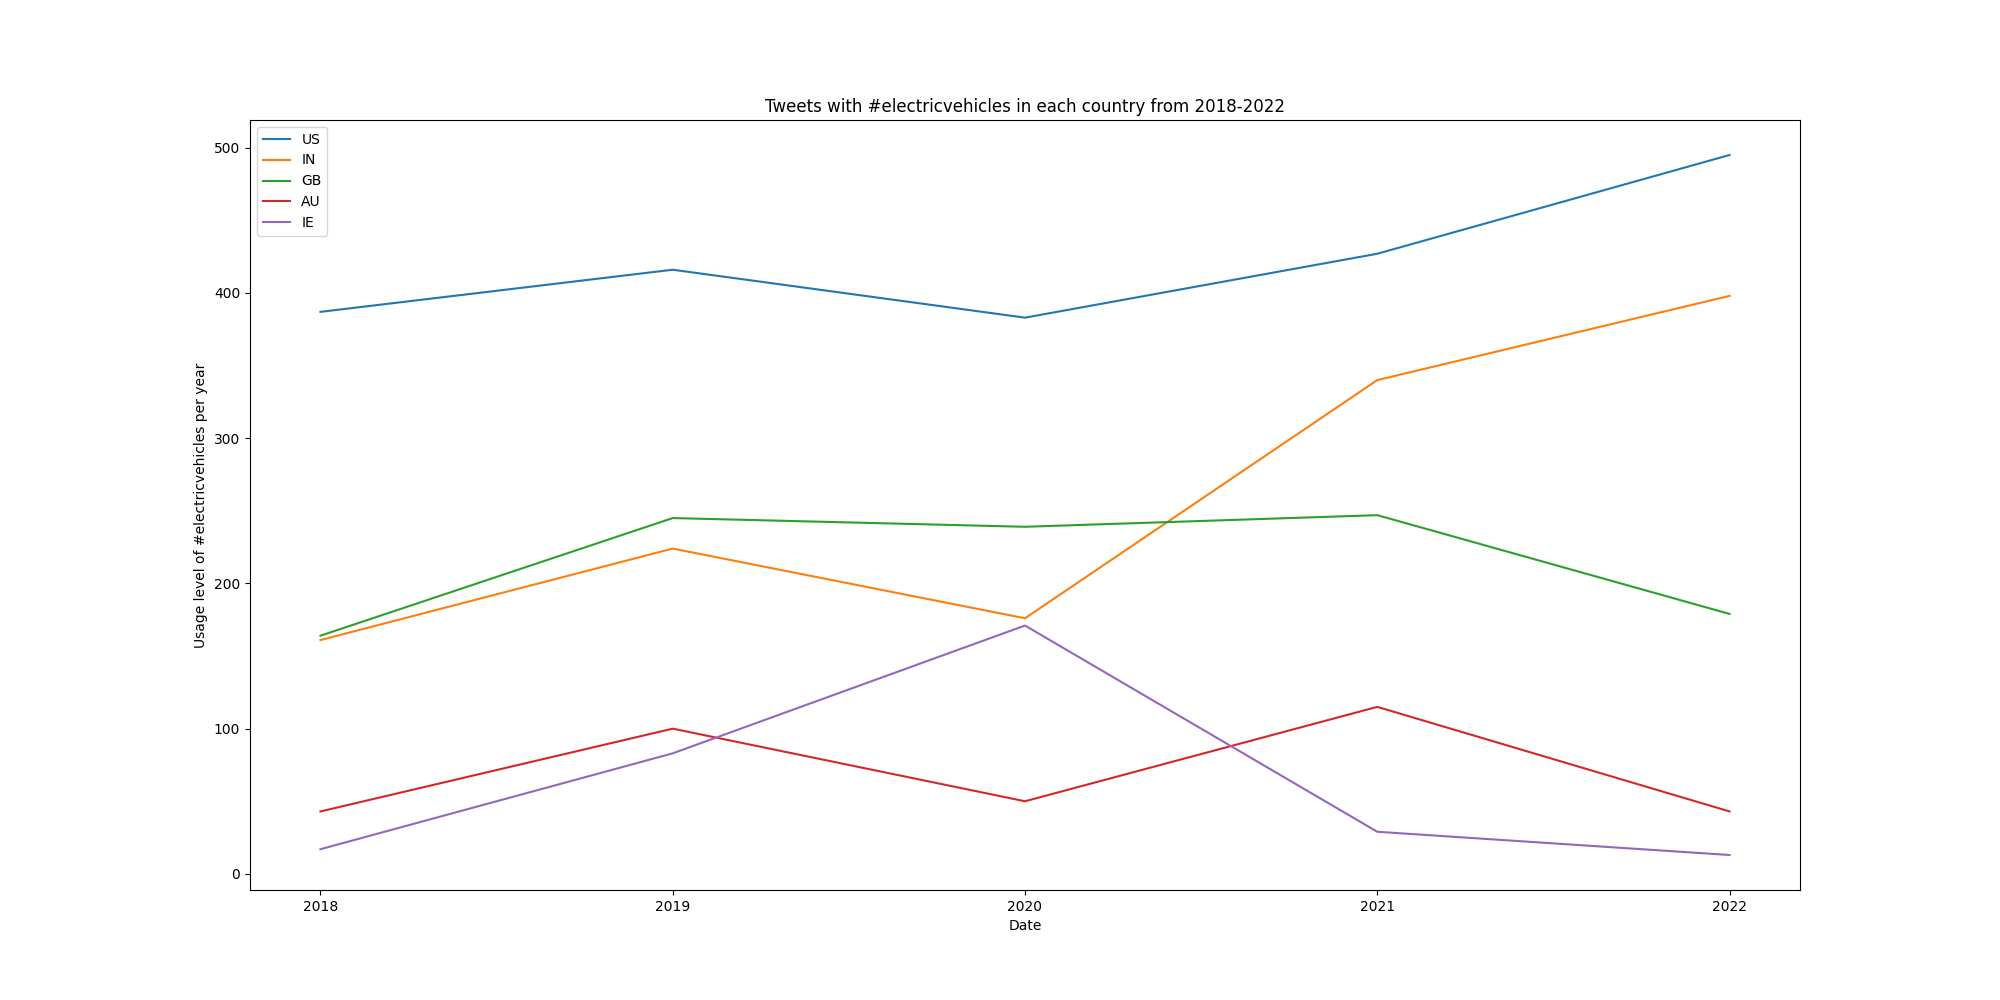 Tweets with #electricvehicles in each country from 2018-2022
US
IN
GB
AU
IE
Usage level of #electricvehicles per year
500
400
300
200
100
0
2018 2019 2020 2021 2022
Date